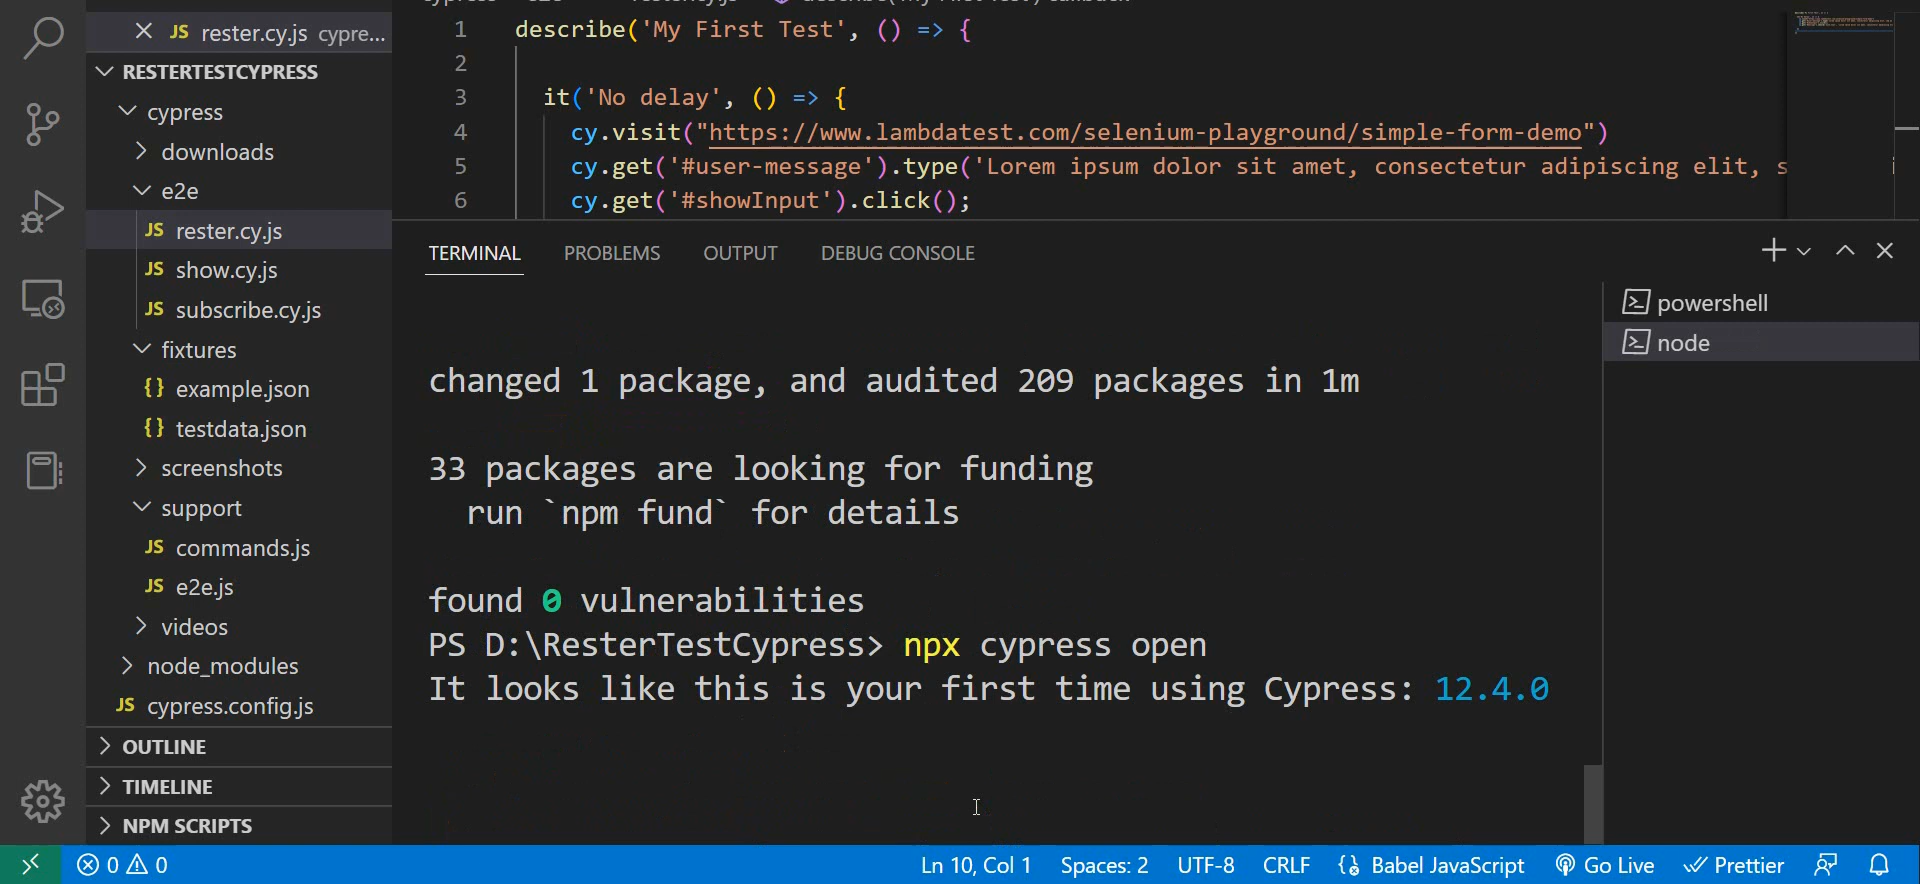 JS rester.cy.js cypre...
RESTERTESTCYPRESS
cypress
downloads
e2e
JS rester.cy.js
JS show.cy.js
JS subscribe.cy.js
fixtures
{} example.json
{} testdata.json
screenshots
support
JS commands.js
JS e2e.js
videos
node_modules
JS cypress.config.js
OUTLINE
TIMELINE
NPM SCRIPTS
1 describe('My First Test', () => {
2
3 it('No delay', () => {
4 cy.visit("https://www.lambdatest.com/selenium-playground/simple-form-demo")
5 cy.get('#user-message').type('Lorem ipsum dolor sit amet, consectetur adipiscing elit, s
6 cy.get('#showInput').click();
TERMINAL PROBLEMS OUTPUT DEBUG CONSOLE
changed 1 package, and audited 209 packages in 1m
33 packages are looking for funding
run `npm fund` for details
found 0 vulnerabilities
PS D:\ResterTestCypress> npx cypress open
It looks like this is your first time using Cypress: 12.4.0
powershell
node
0 0 Ln 10, Col 1 Spaces: 2 UTF-8 CRLF {} Babel JavaScript Go Live Prettier